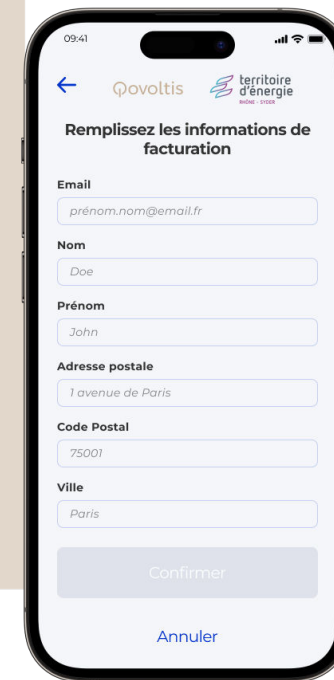 09:41
Qovoltis
territoire
d'énergie
RHÔNE - SYDER
Remplissez les informations de
facturation
Email
prénom.nom@email.fr
Nom
Doe
Prénom
John
Adresse postale
1 avenue de Paris
Code Postal
75001
Ville
Paris
Confirmer
Annuler